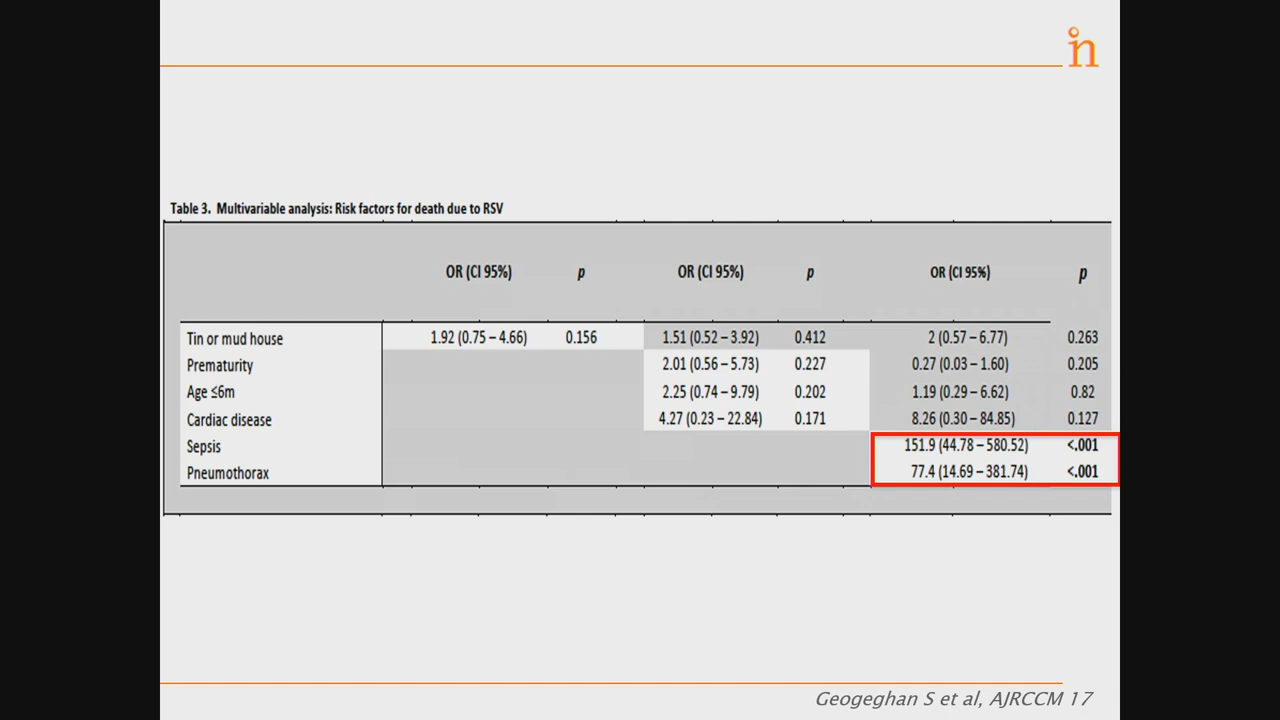 in
Table 3. Multivariable analysis: Risk factors for death due to RSV
OR (CI 95%) p OR (CI 95%) p OR (CI 95%) p
Tin or mud house 1.92 (0.75 – 4.66) 0.156 1.51 (0.52 – 3.92) 0.412 2 (0.57 – 6.77) 0.263
Prematurity 2.01 (0.56 – 5.73) 0.227 0.27 (0.03 – 1.60) 0.205
Age ≤6m 2.25 (0.74 – 9.79) 0.202 1.19 (0.29 – 6.62) 0.82
Cardiac disease 4.27 (0.23 – 22.84) 0.171 8.26 (0.30 – 84.85) 0.127
Sepsis 151.9 (44.78 – 580.52) <.001
Pneumothorax 77.4 (14.69 – 381.74) <.001
Geogeghan S et al, AJRCCM 17